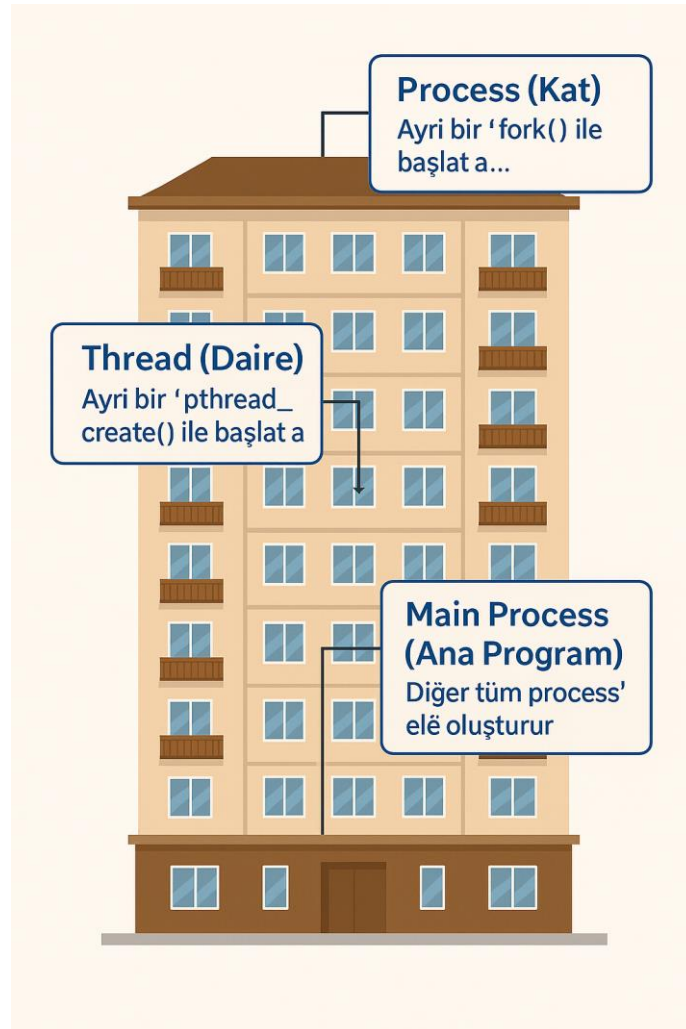 Process (Kat)
Ayri bir ‘fork() ile
başlat a...
Thread (Daire)
Ayri bir ‘pthread_
create() ile başlat a
Main Process
(Ana Program)
Diğer tüm process’
elë oluşturur